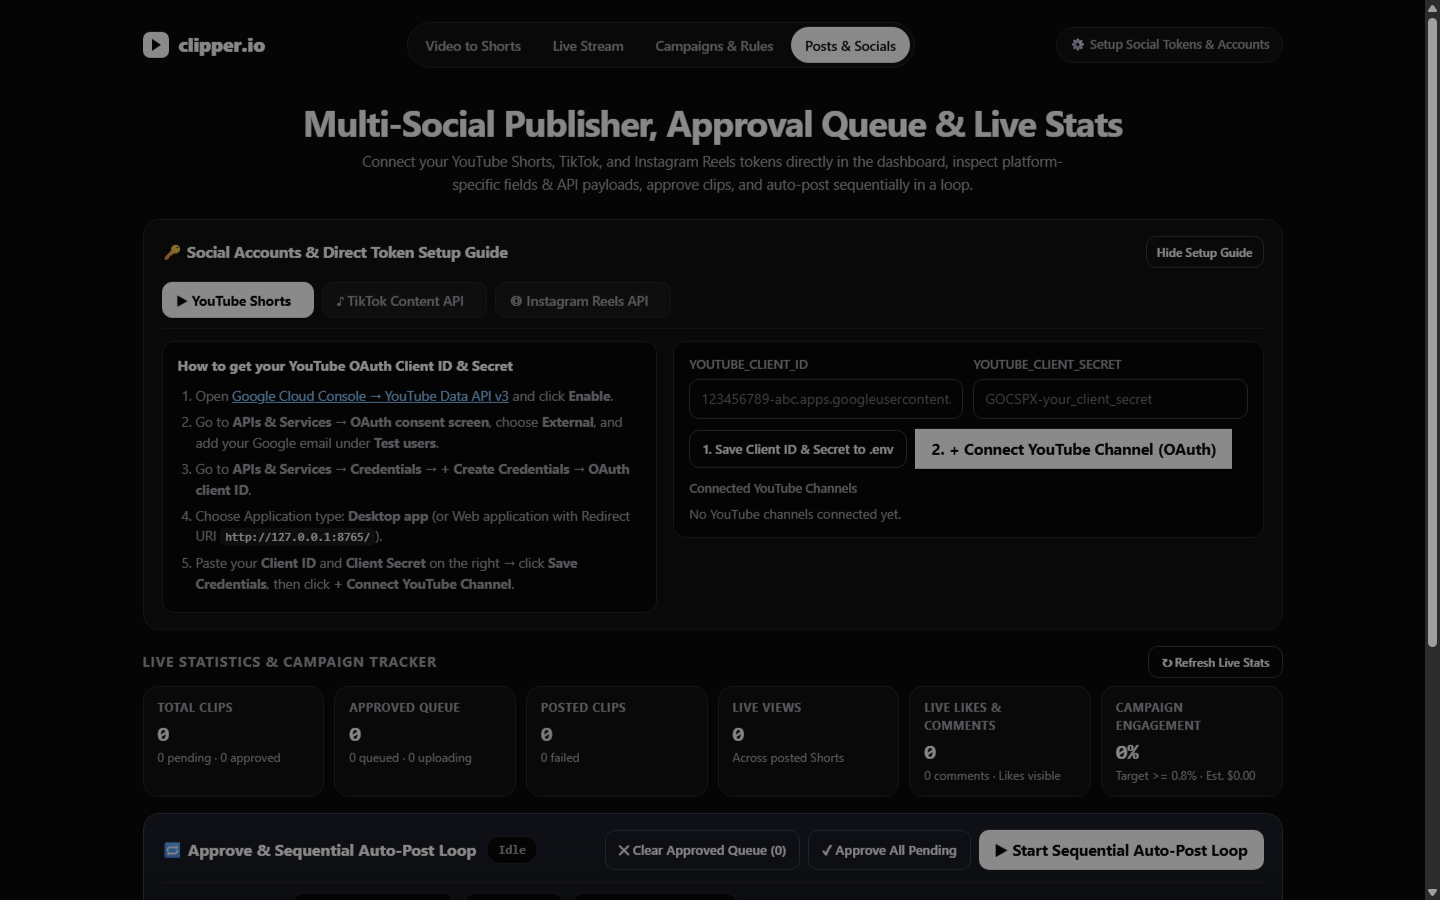 clipper.io
Video to Shorts
Live Stream
Campaigns & Rules
Posts & Socials
Setup Social Tokens & Accounts
Multi-Social Publisher, Approval Queue & Live Stats
Connect your YouTube Shorts, TikTok, and Instagram Reels tokens directly in the dashboard, inspect platform-
specific fields & API payloads, approve clips, and auto-post sequentially in a loop.
Social Accounts & Direct Token Setup Guide
Hide Setup Guide
▶ YouTube Shorts
♪ TikTok Content API
Instagram Reels API
How to get your YouTube OAuth Client ID & Secret
1. Open Google Cloud Console → YouTube Data API v3 and click Enable.
2. Go to APIs & Services → OAuth consent screen, choose External, and
add your Google email under Test users.
3. Go to APIs & Services → Credentials → + Create Credentials → OAuth
client ID.
4. Choose Application type: Desktop app (or Web application with Redirect
URI http://127.0.0.1:8765/ ).
5. Paste your Client ID and Client Secret on the right → click Save
Credentials, then click + Connect YouTube Channel.
YOUTUBE_CLIENT_ID
YOUTUBE_CLIENT_SECRET
123456789-abc.apps.googleusercontent.
GOCSPX-your_client_secret
1. Save Client ID & Secret to .env
2. + Connect YouTube Channel (OAuth)
Connected YouTube Channels
No YouTube channels connected yet.
LIVE STATISTICS & CAMPAIGN TRACKER
↻ Refresh Live Stats
TOTAL CLIPS
0
0 pending · 0 approved
APPROVED QUEUE
0
0 queued · 0 uploading
POSTED CLIPS
0
0 failed
LIVE VIEWS
0
Across posted Shorts
LIVE LIKES &
COMMENTS
0
0 comments · Likes visible
CAMPAIGN
ENGAGEMENT
0%
Target >= 0.8% · Est. $0.00
Approve & Sequential Auto-Post Loop
Idle
✕ Clear Approved Queue (0)
✓ Approve All Pending
▶ Start Sequential Auto-Post Loop